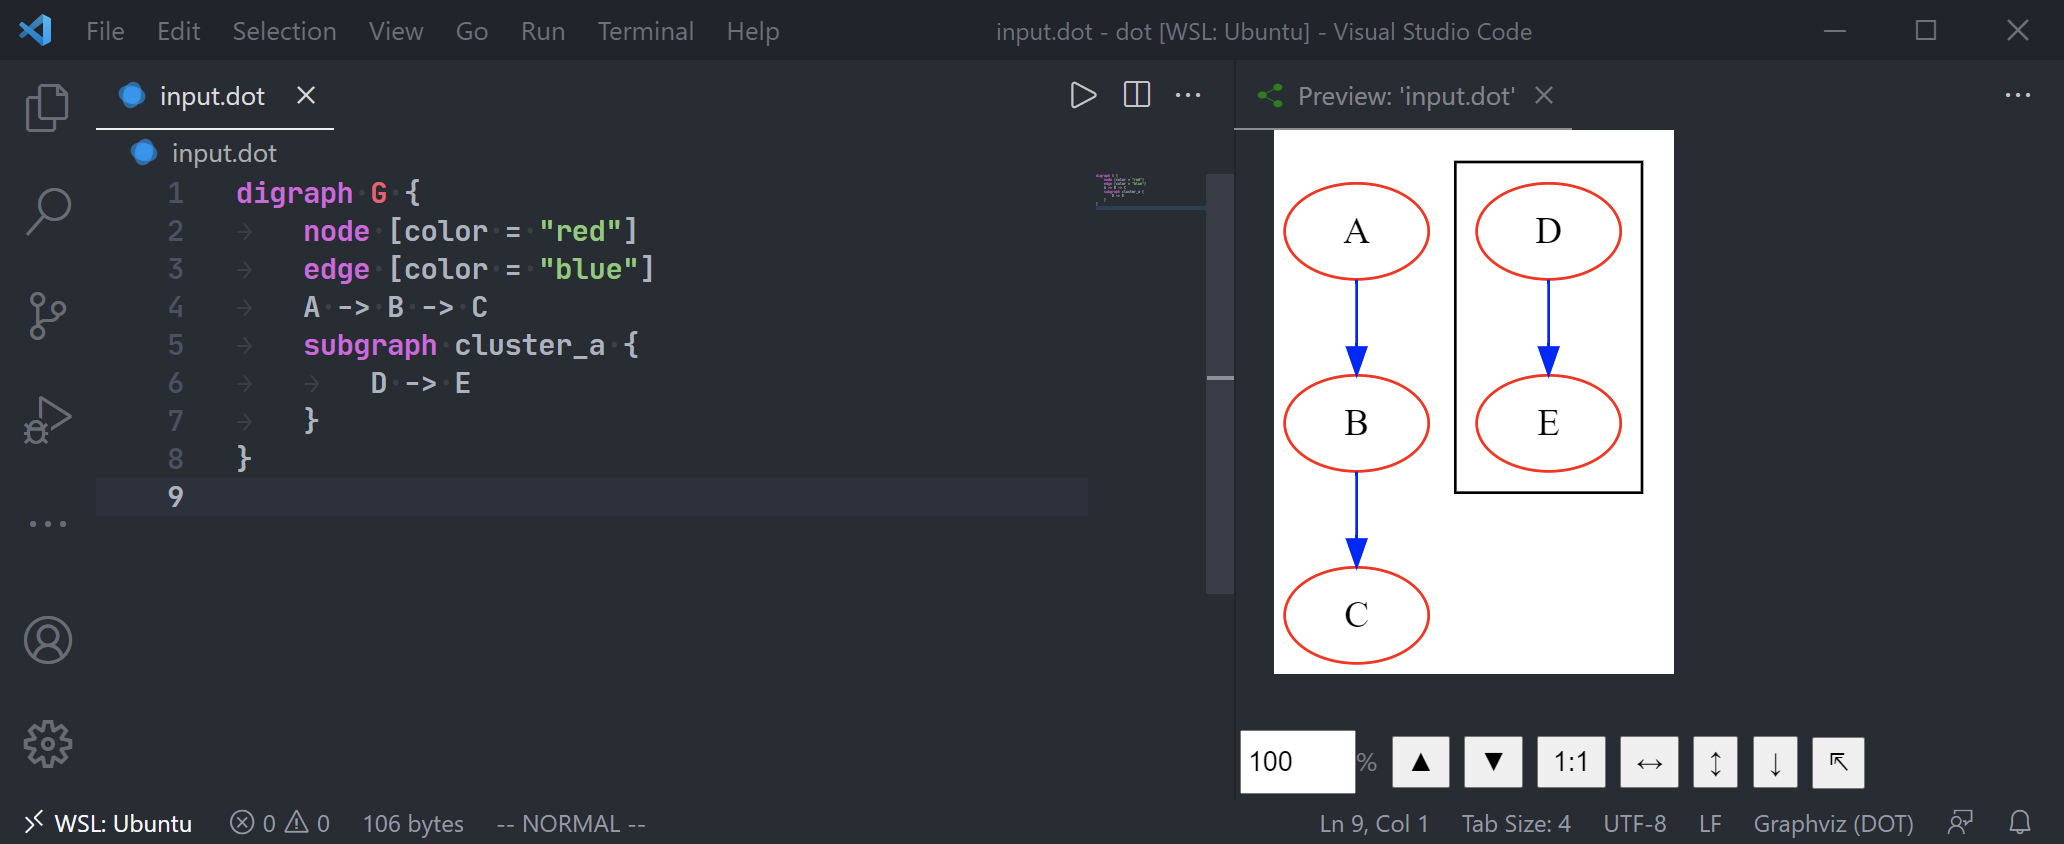 File Edit Selection View Go Run Terminal Help input.dot - dot [WSL: Ubuntu] - Visual Studio Code
input.dot
input.dot
1 digraph G {
2 node [color = "red"]
3 edge [color = "blue"]
4 A -> B -> C
5 subgraph cluster_a {
6 D -> E
7 }
8 }
9
Preview: 'input.dot'
A D
B E
C
100 % ▲ ▼ 1:1 ↔ ↕ ↓ ↖
WSL: Ubuntu 0 0 106 bytes -- NORMAL -- Ln 9, Col 1 Tab Size: 4 UTF-8 LF Graphviz (DOT)